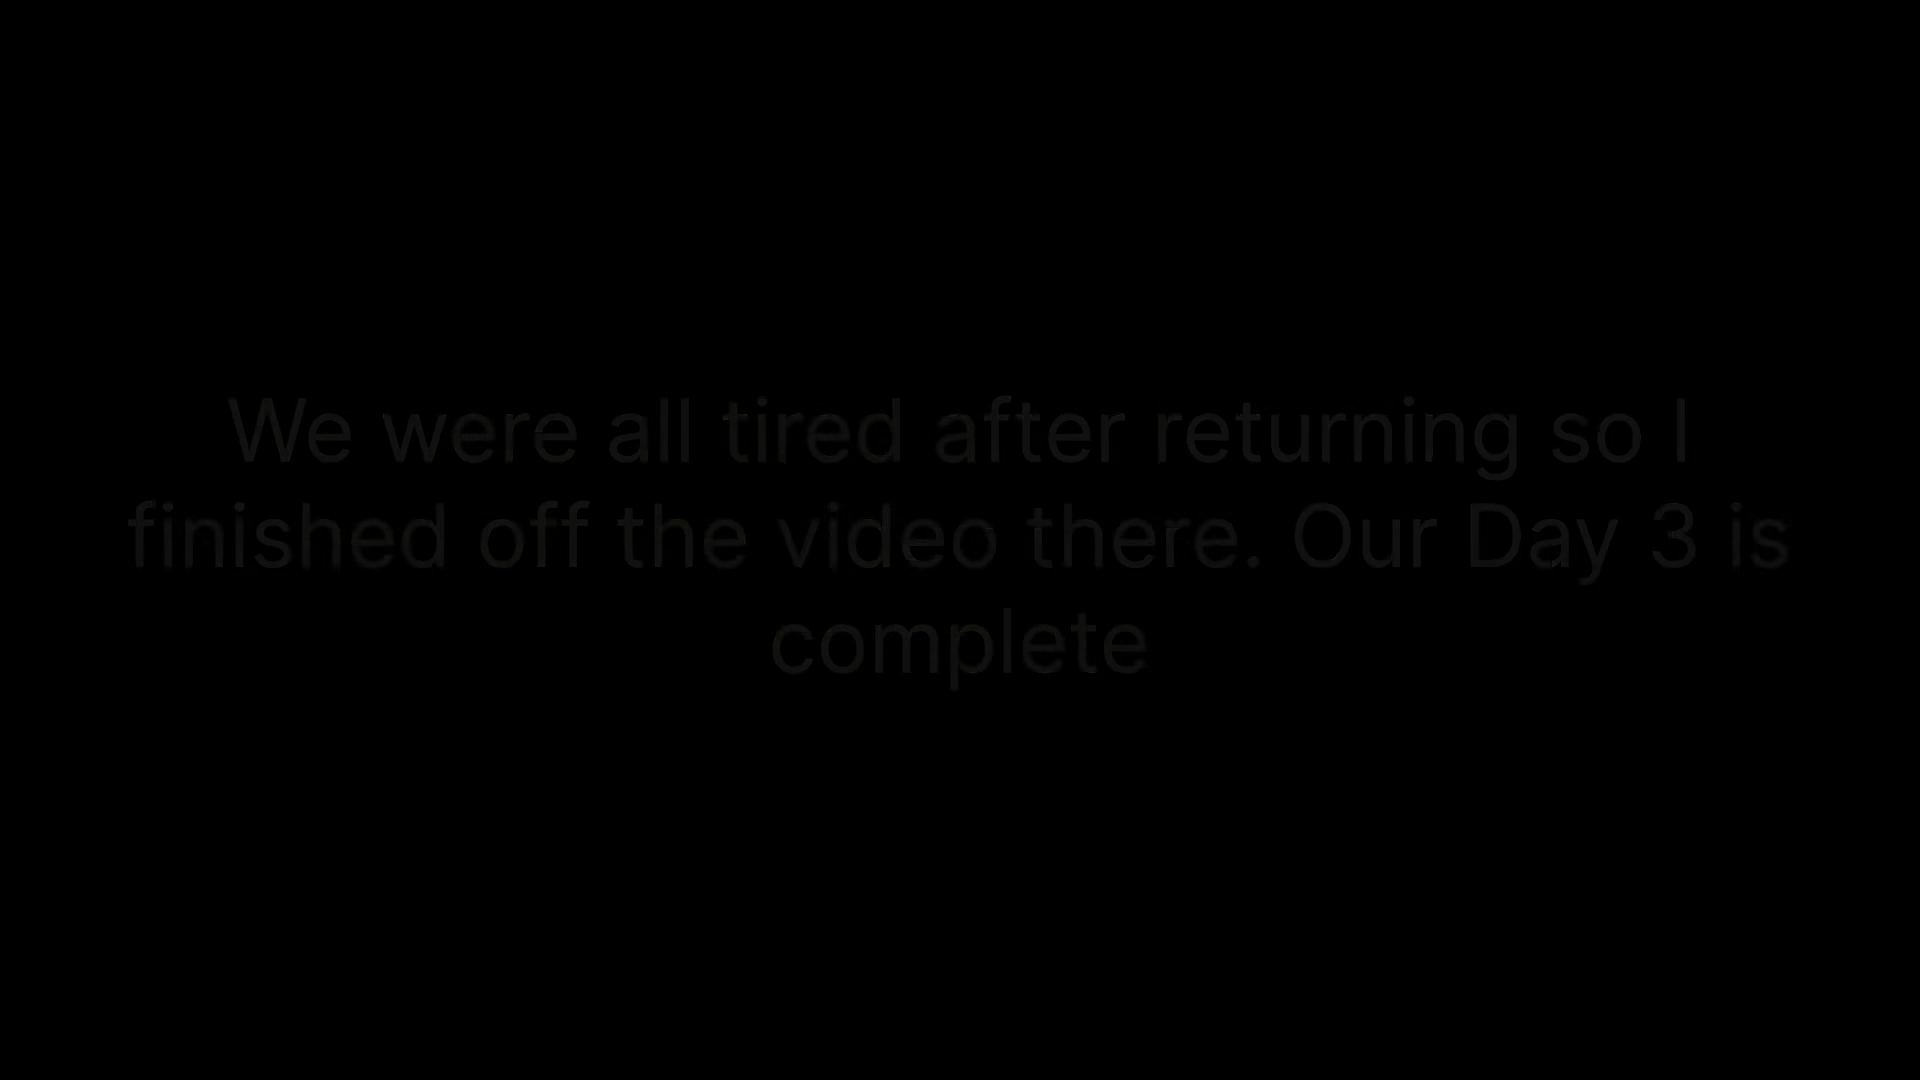 We were all tired after returning so I
finished off the video there. Our Day 3 is
complete